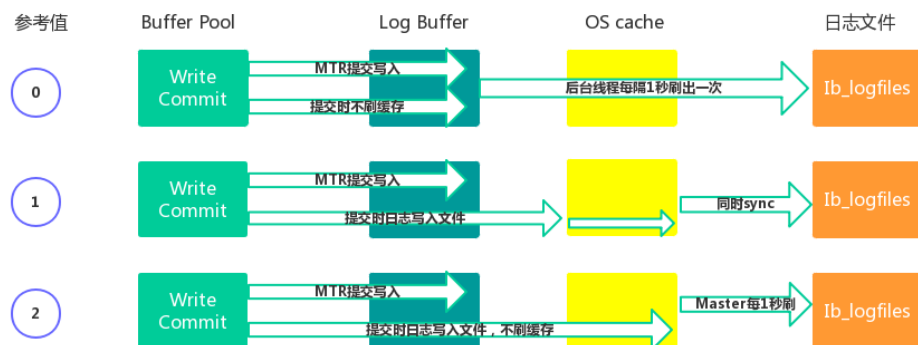 参考值
Buffer Pool
Log Buffer
OS cache
日志文件
0
Write
Commit
MTR提交写入
提交时不刷缓存
后台线程每隔1秒刷出一次
Ib_logfiles
1
Write
Commit
MTR提交写入
提交时日志写入文件
同时sync
Ib_logfiles
2
Write
Commit
MTR提交写入
提交时日志写入文件，不刷缓存
Master每1秒刷
Ib_logfiles